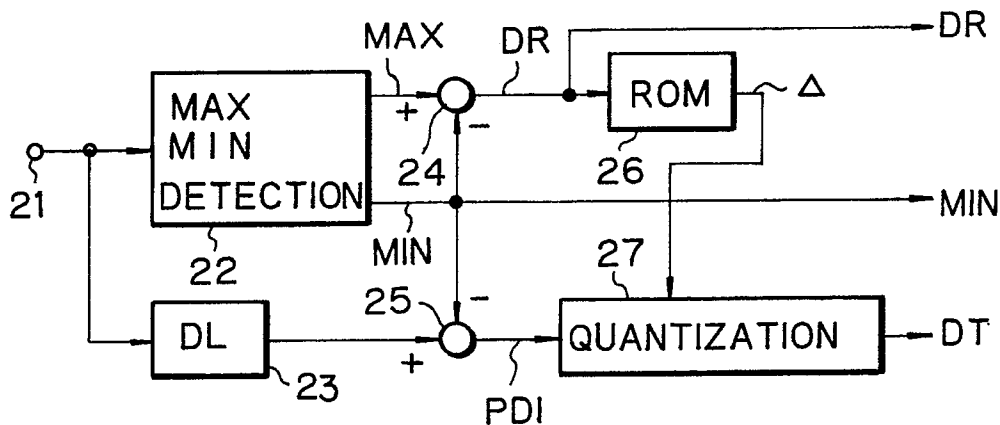 MAX
DR
DR
MAX
MIN
DETECTION
+
24
−
ROM
26
Δ
21
22
MIN
MIN
25
−
27
DL
23
+
PDI
QUANTIZATION
DT